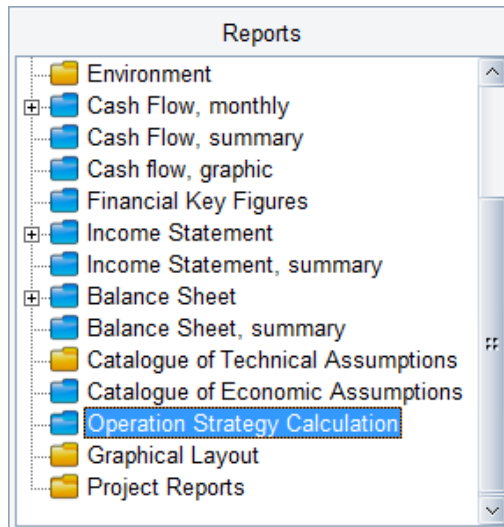 Reports
Environment
Cash Flow, monthly
Cash Flow, summary
Cash flow, graphic
Financial Key Figures
Income Statement
Income Statement, summary
Balance Sheet
Balance Sheet, summary
Catalogue of Technical Assumptions
Catalogue of Economic Assumptions
Operation Strategy Calculation
Graphical Layout
Project Reports